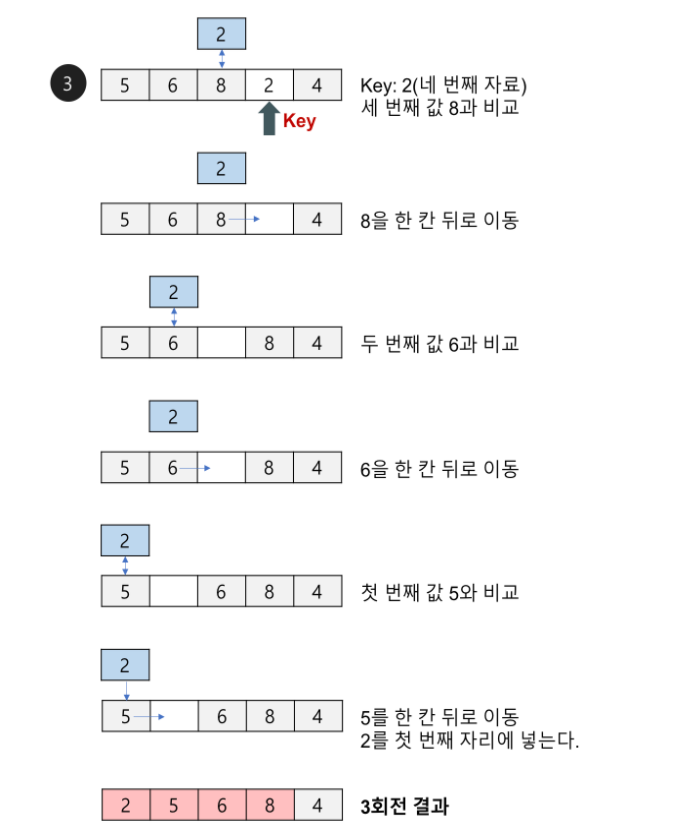 2
3 5 6 8 2 4 Key: 2(네 번째 자료)
세 번째 값 8과 비교
Key
2
5 6 8 4 8을 한 칸 뒤로 이동
2
5 6 8 4 두 번째 값 6과 비교
2
5 6 8 4 6을 한 칸 뒤로 이동
2
5 6 8 4 첫 번째 값 5와 비교
2
5 6 8 4 5를 한 칸 뒤로 이동
2를 첫 번째 자리에 넣는다.
2 5 6 8 4 3회전 결과